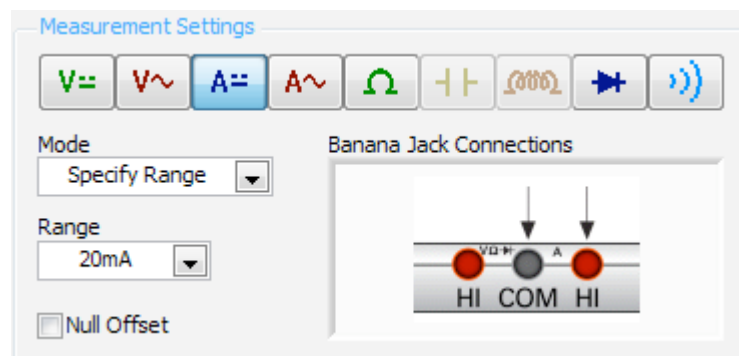 Measurement Settings
V⎓ V~ A⎓ A~ Ω
Mode
Specify Range
Banana Jack Connections
Range
20mA
VΩ A
HI COM HI
Null Offset